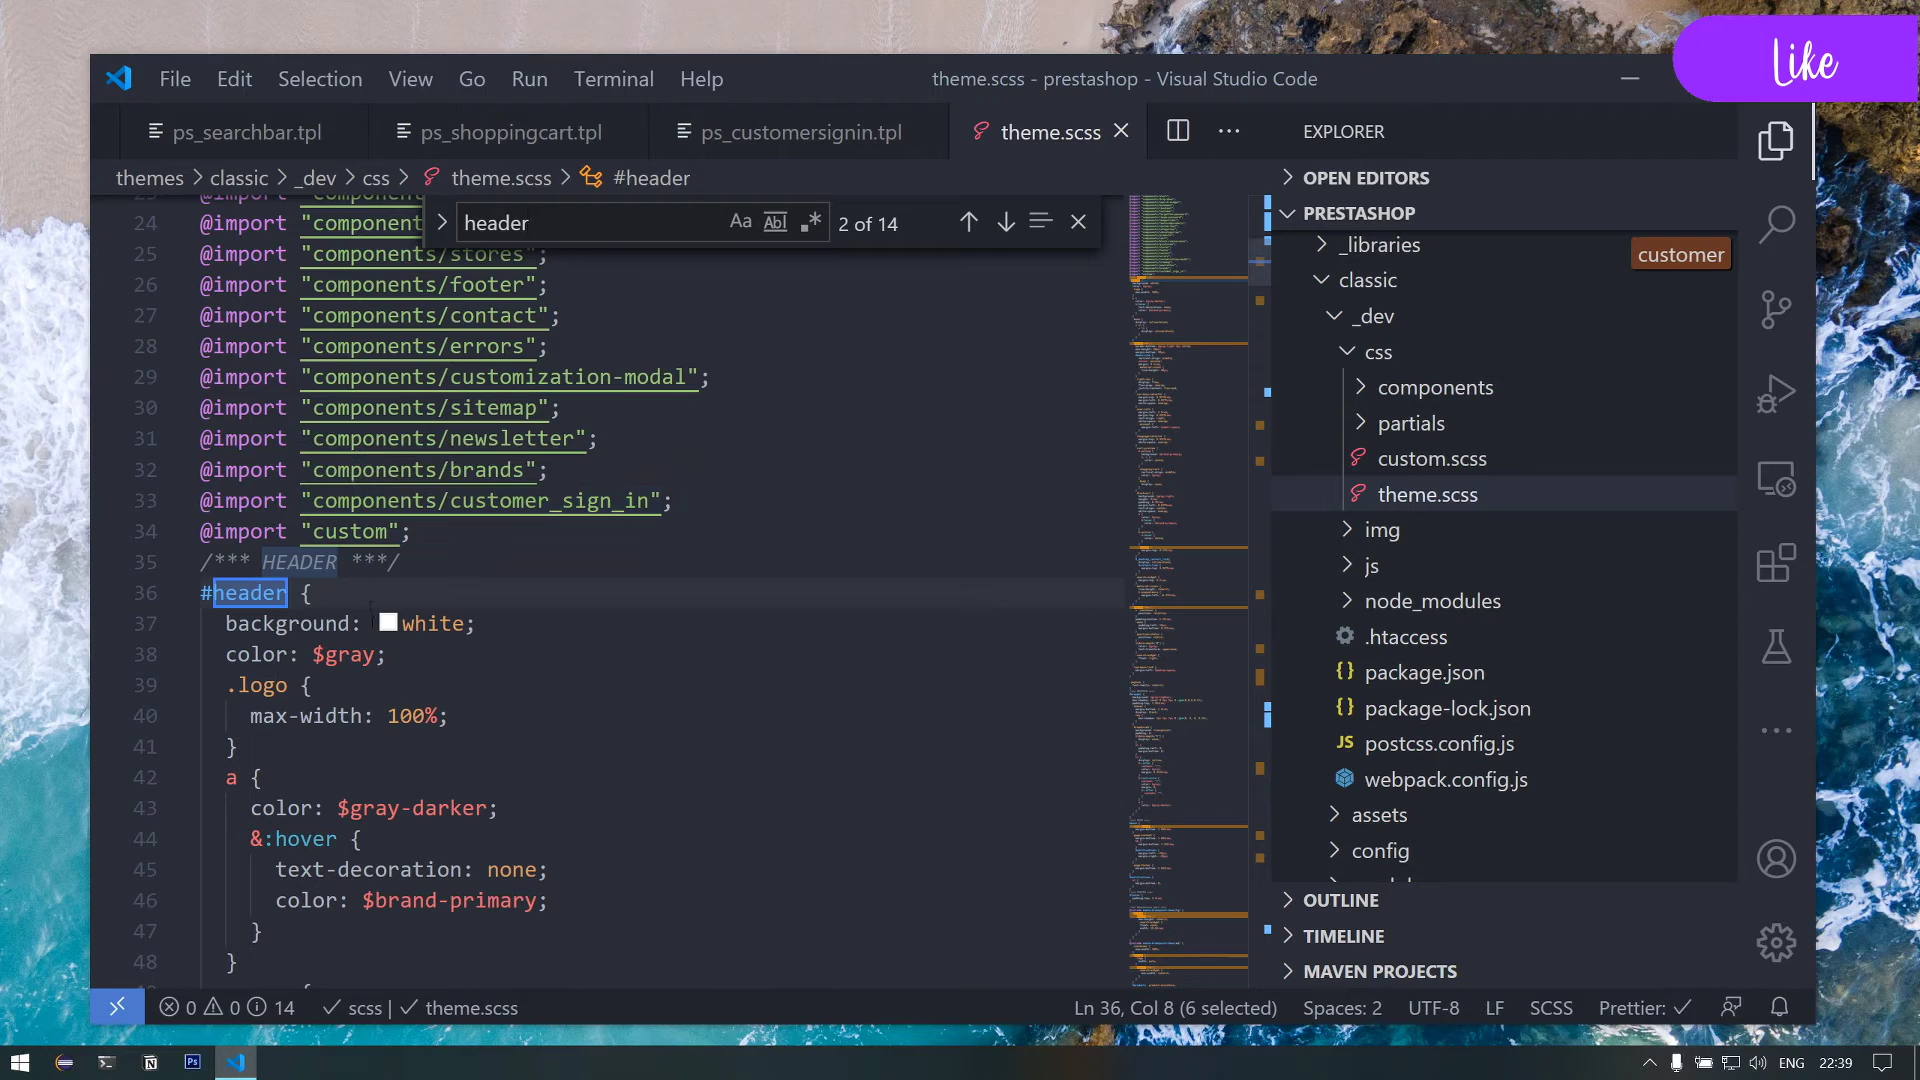 Like
File Edit Selection View Go Run Terminal Help
theme.scss - prestashop - Visual Studio Code
ps_searchbar.tpl
ps_shoppingcart.tpl
ps_customersignin.tpl
theme.scss
themes > classic > _dev > css > theme.scss > #header
header
Aa Abl .* 2 of 14
24 @import "component
25 @import "components/stores";
26 @import "components/footer";
27 @import "components/contact";
28 @import "components/errors";
29 @import "components/customization-modal";
30 @import "components/sitemap";
31 @import "components/newsletter";
32 @import "components/brands";
33 @import "components/customer_sign_in";
34 @import "custom";
35 /*** HEADER ***/
36 #header {
37 background: white;
38 color: $gray;
39 .logo {
40 max-width: 100%;
41 }
42 a {
43 color: $gray-darker;
44 &:hover {
45 text-decoration: none;
46 color: $brand-primary;
47 }
48 }
EXPLORER
OPEN EDITORS
PRESTASHOP
_libraries
customer
classic
_dev
css
components
partials
custom.scss
theme.scss
img
js
node_modules
.htaccess
{} package.json
{} package-lock.json
JS postcss.config.js
webpack.config.js
assets
config
OUTLINE
TIMELINE
MAVEN PROJECTS
0 0 14 scss | theme.scss
Ln 36, Col 8 (6 selected) Spaces: 2 UTF-8 LF SCSS Prettier:
Ps
ENG 22:39